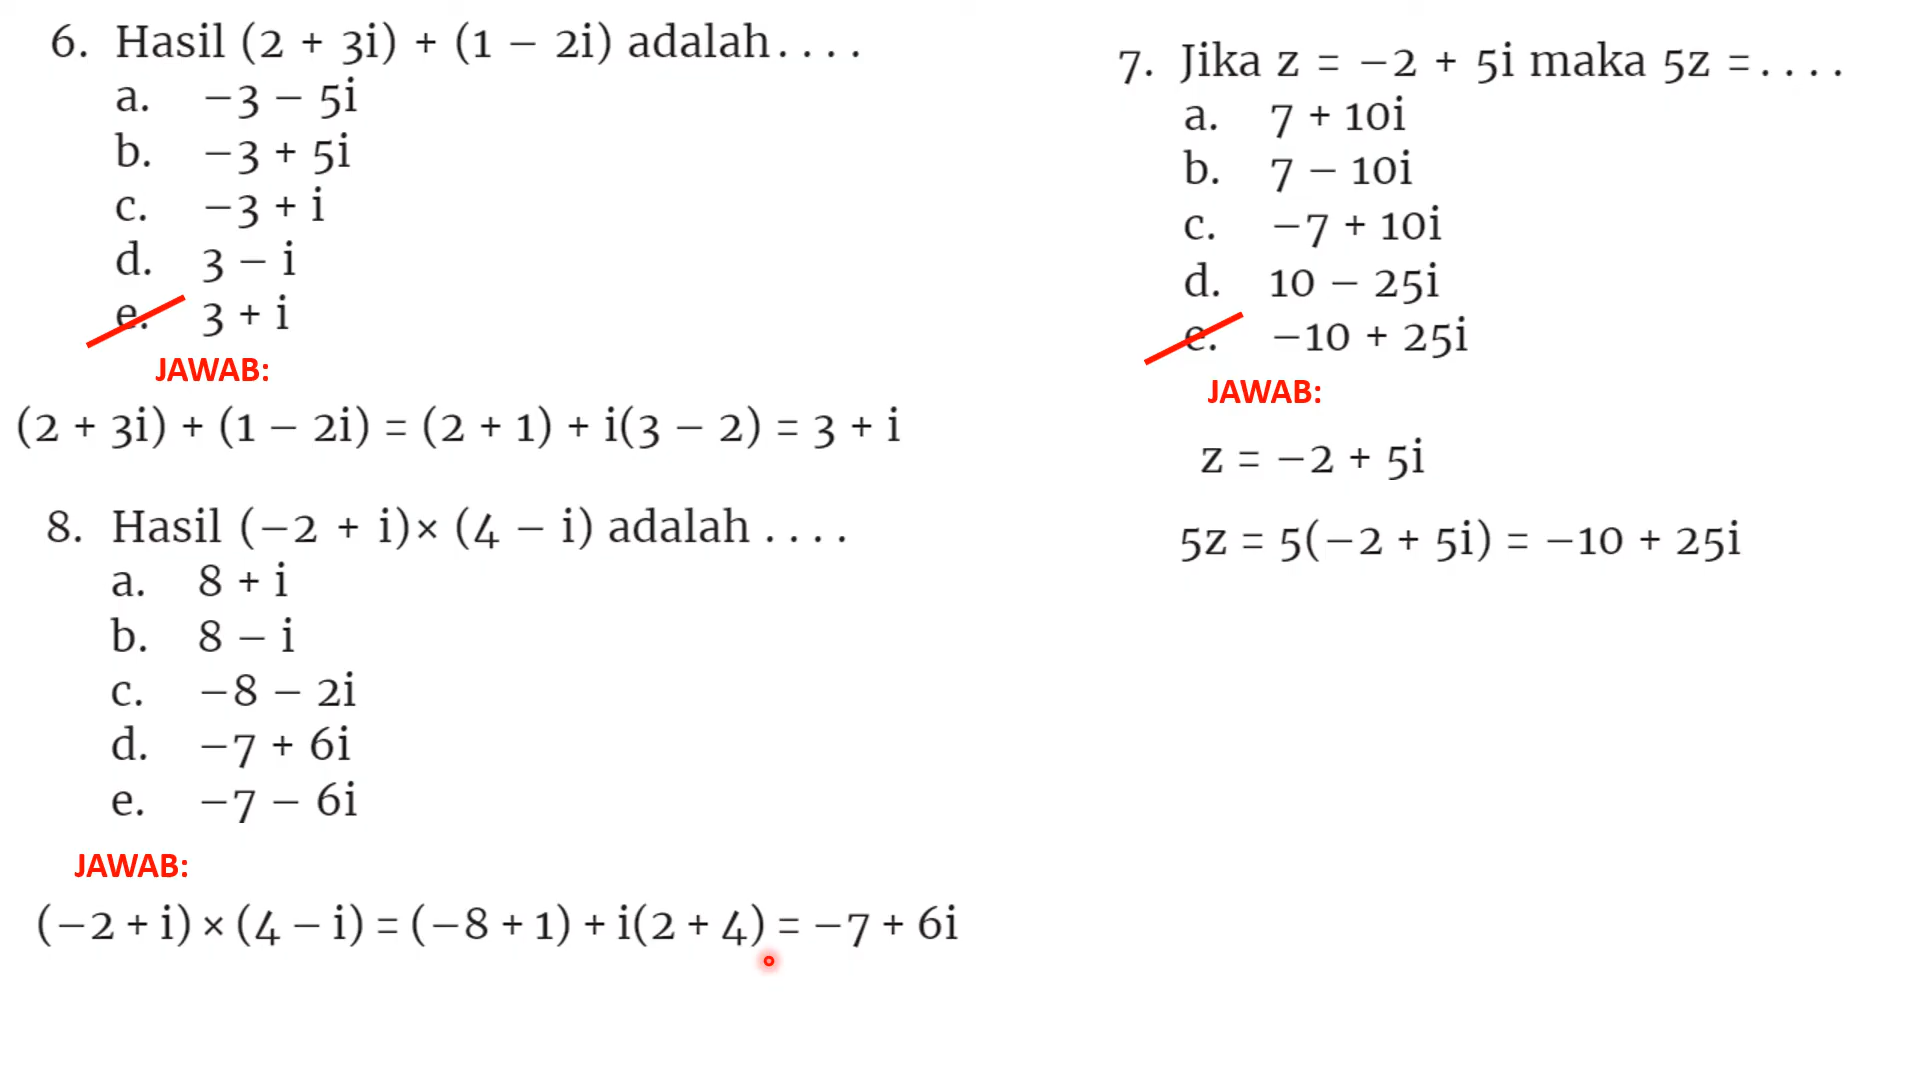 6. Hasil (2 + 3i) + (1 − 2i) adalah . . . .
a. −3 − 5i
b. −3 + 5i
c. −3 + i
d. 3 − i
e. 3 + i
JAWAB:
(2 + 3i) + (1 − 2i) = (2 + 1) + i(3 − 2) = 3 + i
8. Hasil (−2 + i)× (4 − i) adalah . . . .
a. 8 + i
b. 8 − i
c. −8 − 2i
d. −7 + 6i
e. −7 − 6i
JAWAB:
(−2 + i) × (4 − i) = (−8 + 1) + i(2 + 4) = −7 + 6i
7. Jika z = −2 + 5i maka 5z = . . . .
a. 7 + 10i
b. 7 − 10i
c. −7 + 10i
d. 10 − 25i
e. −10 + 25i
JAWAB:
z = −2 + 5i
5z = 5(−2 + 5i) = −10 + 25i